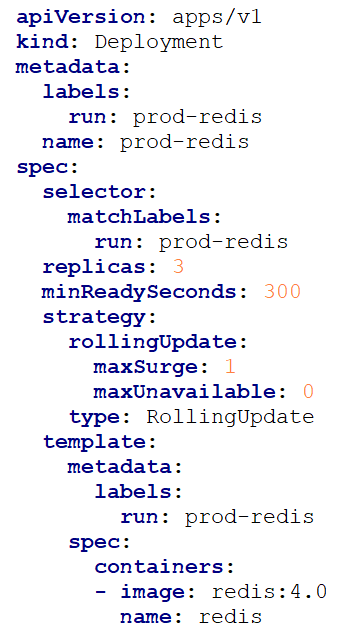 apiVersion: apps/v1
kind: Deployment
metadata:
  labels:
    run: prod-redis
  name: prod-redis
spec:
  selector:
    matchLabels:
      run: prod-redis
  replicas: 3
  minReadySeconds: 300
  strategy:
    rollingUpdate:
      maxSurge: 1
      maxUnavailable: 0
    type: RollingUpdate
  template:
    metadata:
      labels:
        run: prod-redis
    spec:
      containers:
      - image: redis:4.0
        name: redis